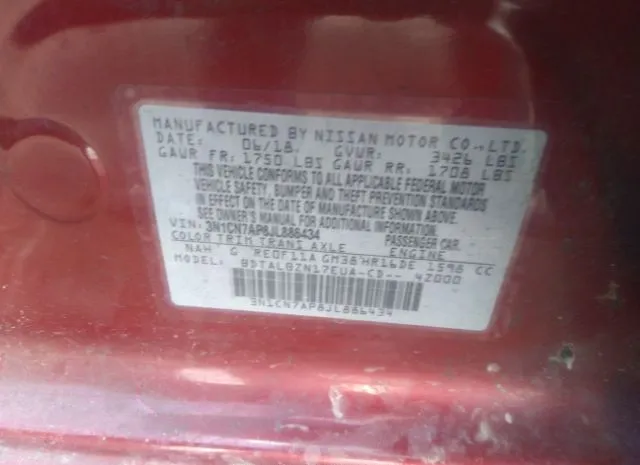 MANUFACTURED BY NISSAN MOTOR CO., LTD.
DATE: 06/18 GVWR: 3426 LBS
GAWR FR: 1750 LBS GAWR RR: 1708 LBS
THIS VEHICLE CONFORMS TO ALL APPLICABLE FEDERAL MOTOR
VEHICLE SAFETY, BUMPER AND THEFT PREVENTION STANDARDS
IN EFFECT ON THE DATE OF MANUFACTURE SHOWN ABOVE.
SEE OWNER'S MANUAL FOR ADDITIONAL INFORMATION.
VIN: 3N1CN7AP8JL886434 PASSENGER CAR
COLOR TRIM TRANS AXLE ENGINE
NAH G RE0F11A GM38 HR16DE 1598 CC
BDTALBZN17EUA-CD-- 4Z000
3N1CN7AP8JL886434